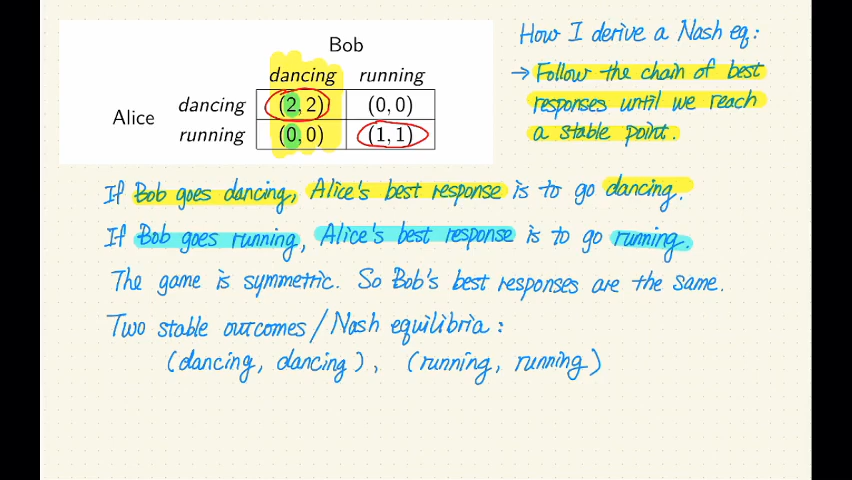 Bob
dancing running
Alice
dancing (2, 2) (0, 0)
running (0, 0) (1, 1)
How I derive a Nash eq:
→ Follow the chain of best
responses until we reach
a stable point.
If Bob goes dancing, Alice's best response is to go dancing.
If Bob goes running, Alice's best response is to go running.
The game is symmetric. So Bob's best responses are the same.
Two stable outcomes / Nash equilibria:
(dancing, dancing), (running, running)